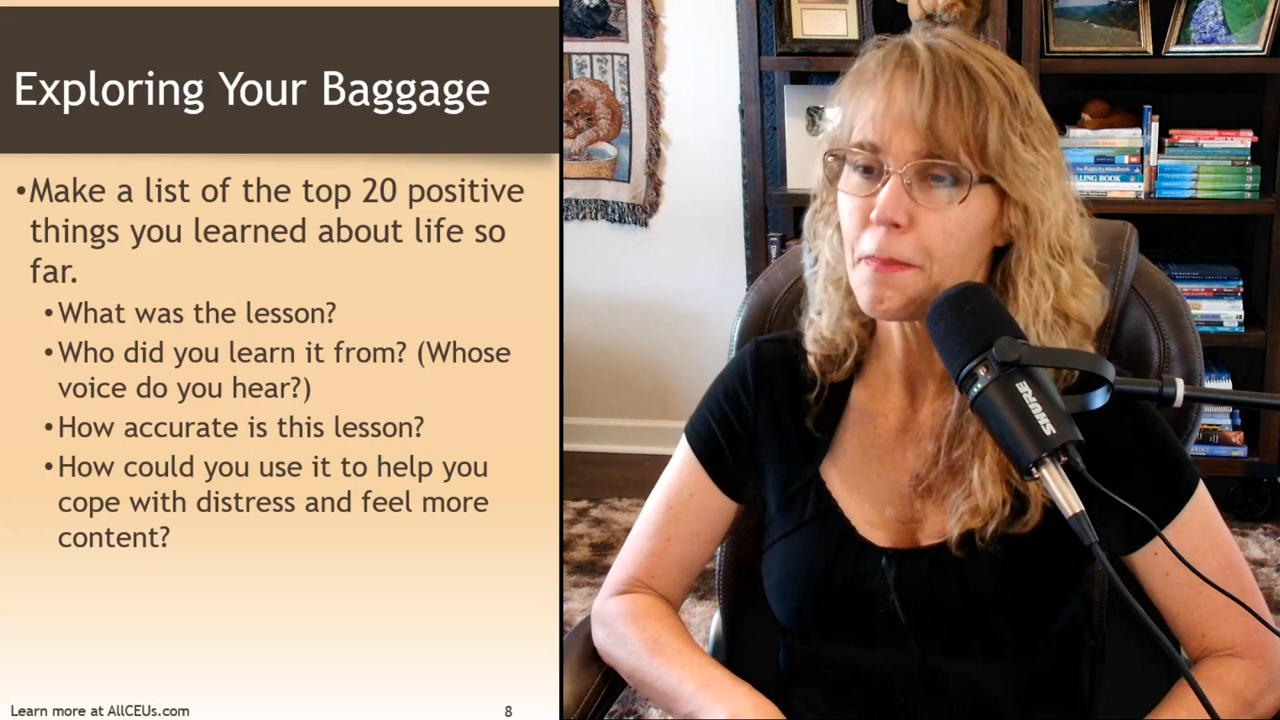 Exploring Your Baggage
•Make a list of the top 20 positive
things you learned about life so
far.
•What was the lesson?
•Who did you learn it from? (Whose
voice do you hear?)
•How accurate is this lesson?
•How could you use it to help you
cope with distress and feel more
content?
Learn more at AllCEUs.com
8
SHURE